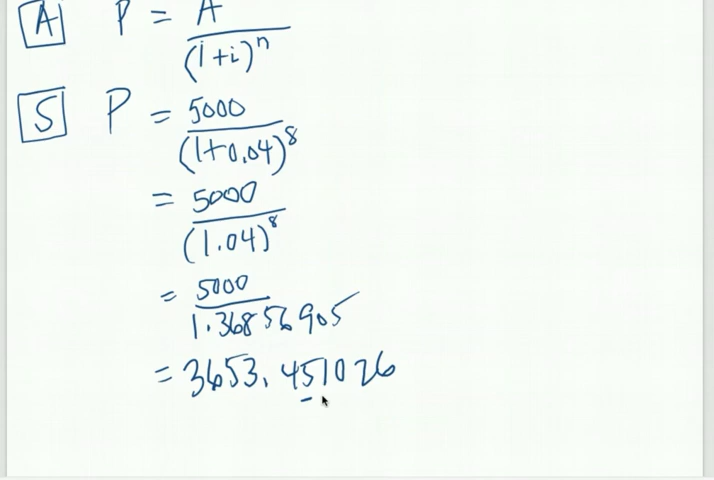 [A] P = A / (1+i)^n
[S] P = 5000 / (1+0.04)^8
= 5000 / (1.04)^8
= 5000 / 1.36856905
= 3653.451026